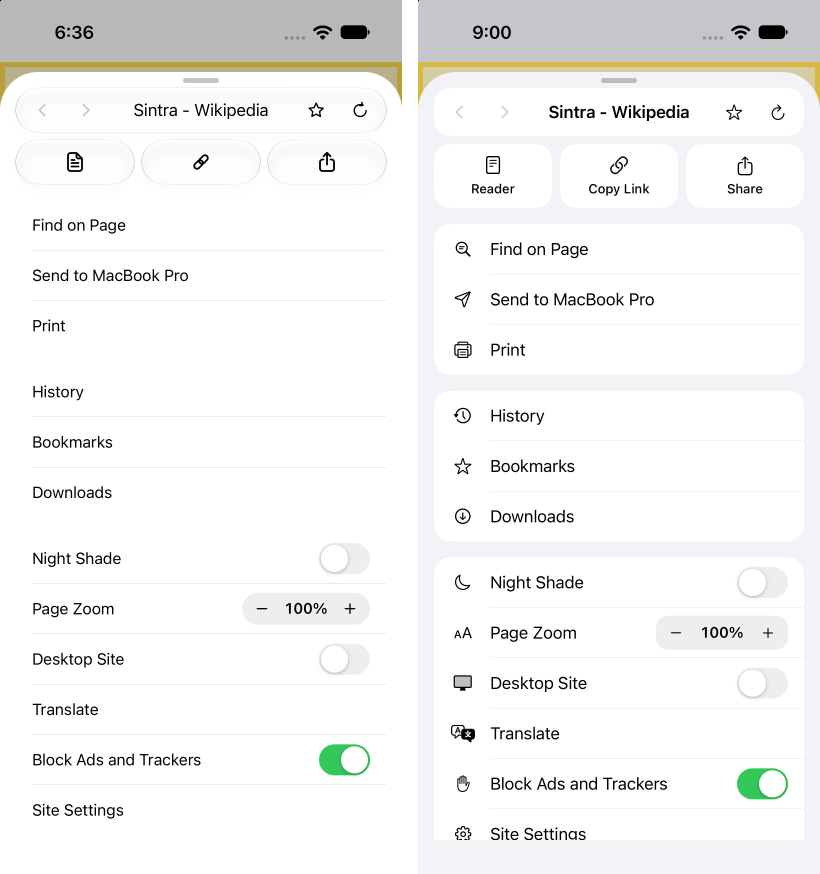 6:36
Sintra - Wikipedia
Find on Page
Send to MacBook Pro
Print
History
Bookmarks
Downloads
Night Shade
Page Zoom
− 100% +
Desktop Site
Translate
Block Ads and Trackers
Site Settings
9:00
Sintra - Wikipedia
Reader
Copy Link
Share
Find on Page
Send to MacBook Pro
Print
History
Bookmarks
Downloads
Night Shade
AA Page Zoom
− 100% +
Desktop Site
A文 Translate
Block Ads and Trackers
Site Settings